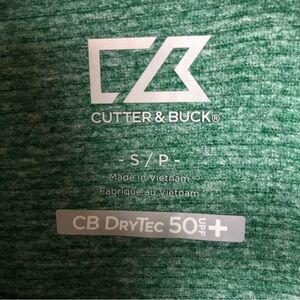 CUTTER & BUCK®
- S / P -
Made in Vietnam
Fabriqué au Vietnam
CB DRYTEC 50 UPF +